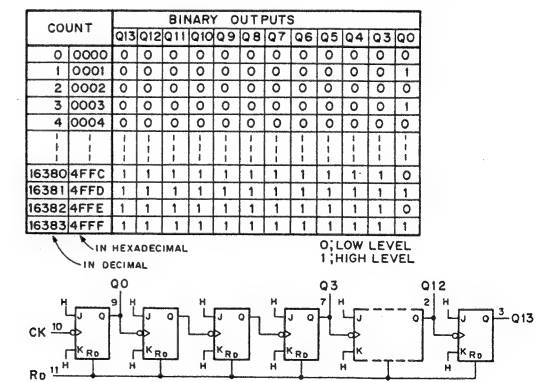 COUNT BINARY OUTPUTS
Q13 Q12 Q11 Q10 Q9 Q8 Q7 Q6 Q5 Q4 Q3 Q0
0 0000 0 0 0 0 0 0 0 0 0 0 0 0
1 0001 0 0 0 0 0 0 0 0 0 0 0 1
2 0002 0 0 0 0 0 0 0 0 0 0 0 0
3 0003 0 0 0 0 0 0 0 0 0 0 0 1
4 0004 0 0 0 0 0 0 0 0 0 0 0 0
16380 4FFC 1 1 1 1 1 1 1 1 1 1 1 0
16381 4FFD 1 1 1 1 1 1 1 1 1 1 1 1
16382 4FFE 1 1 1 1 1 1 1 1 1 1 1 0
16383 4FFF 1 1 1 1 1 1 1 1 1 1 1 1
IN HEXADECIMAL
IN DECIMAL
0; LOW LEVEL
1; HIGH LEVEL
Q0 Q3 Q12
H 9 H H H 7 H 2 H
J Q J Q J Q J Q J Q J Q 3 Q13
CK 10
K RD K RD K RD K RD K K RD
H H H H H H
RD 11